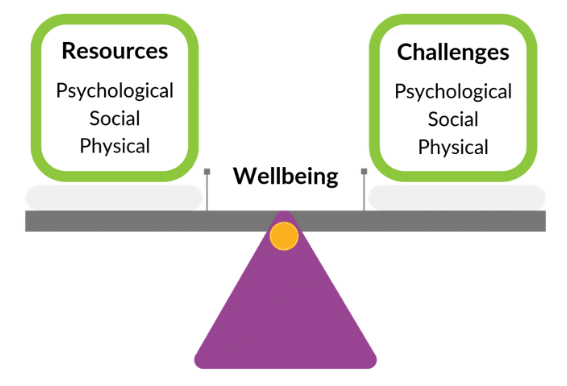 Resources
Psychological
Social
Physical
Challenges
Psychological
Social
Physical
Wellbeing